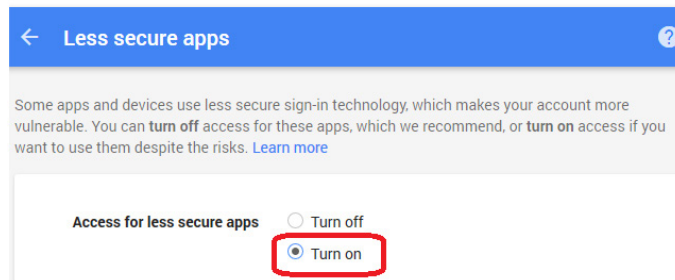 Less secure apps
Some apps and devices use less secure sign-in technology, which makes your account more
vulnerable. You can turn off access for these apps, which we recommend, or turn on access if you
want to use them despite the risks. Learn more
Access for less secure apps
Turn off
Turn on